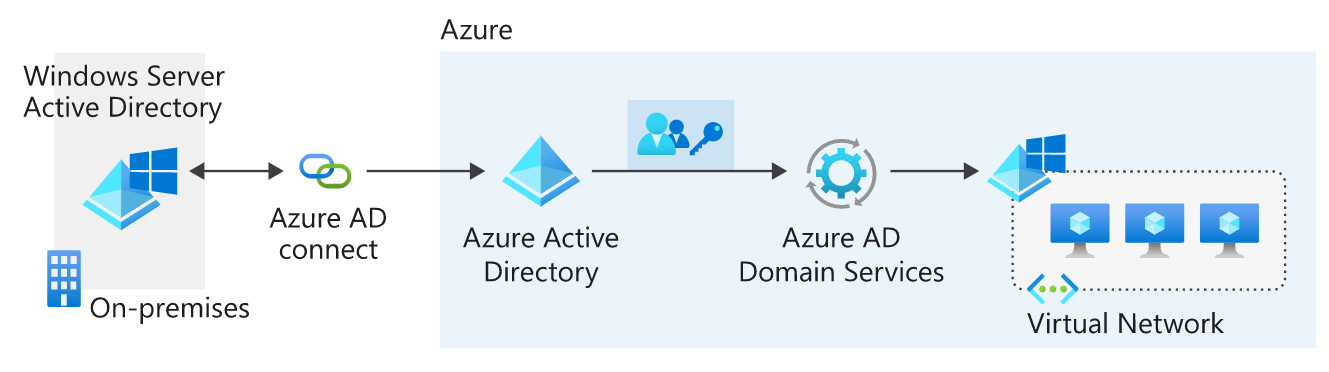 Azure
Windows Server
Active Directory
Azure AD
connect
Azure Active
Directory
Azure AD
Domain Services
On-premises
Virtual Network